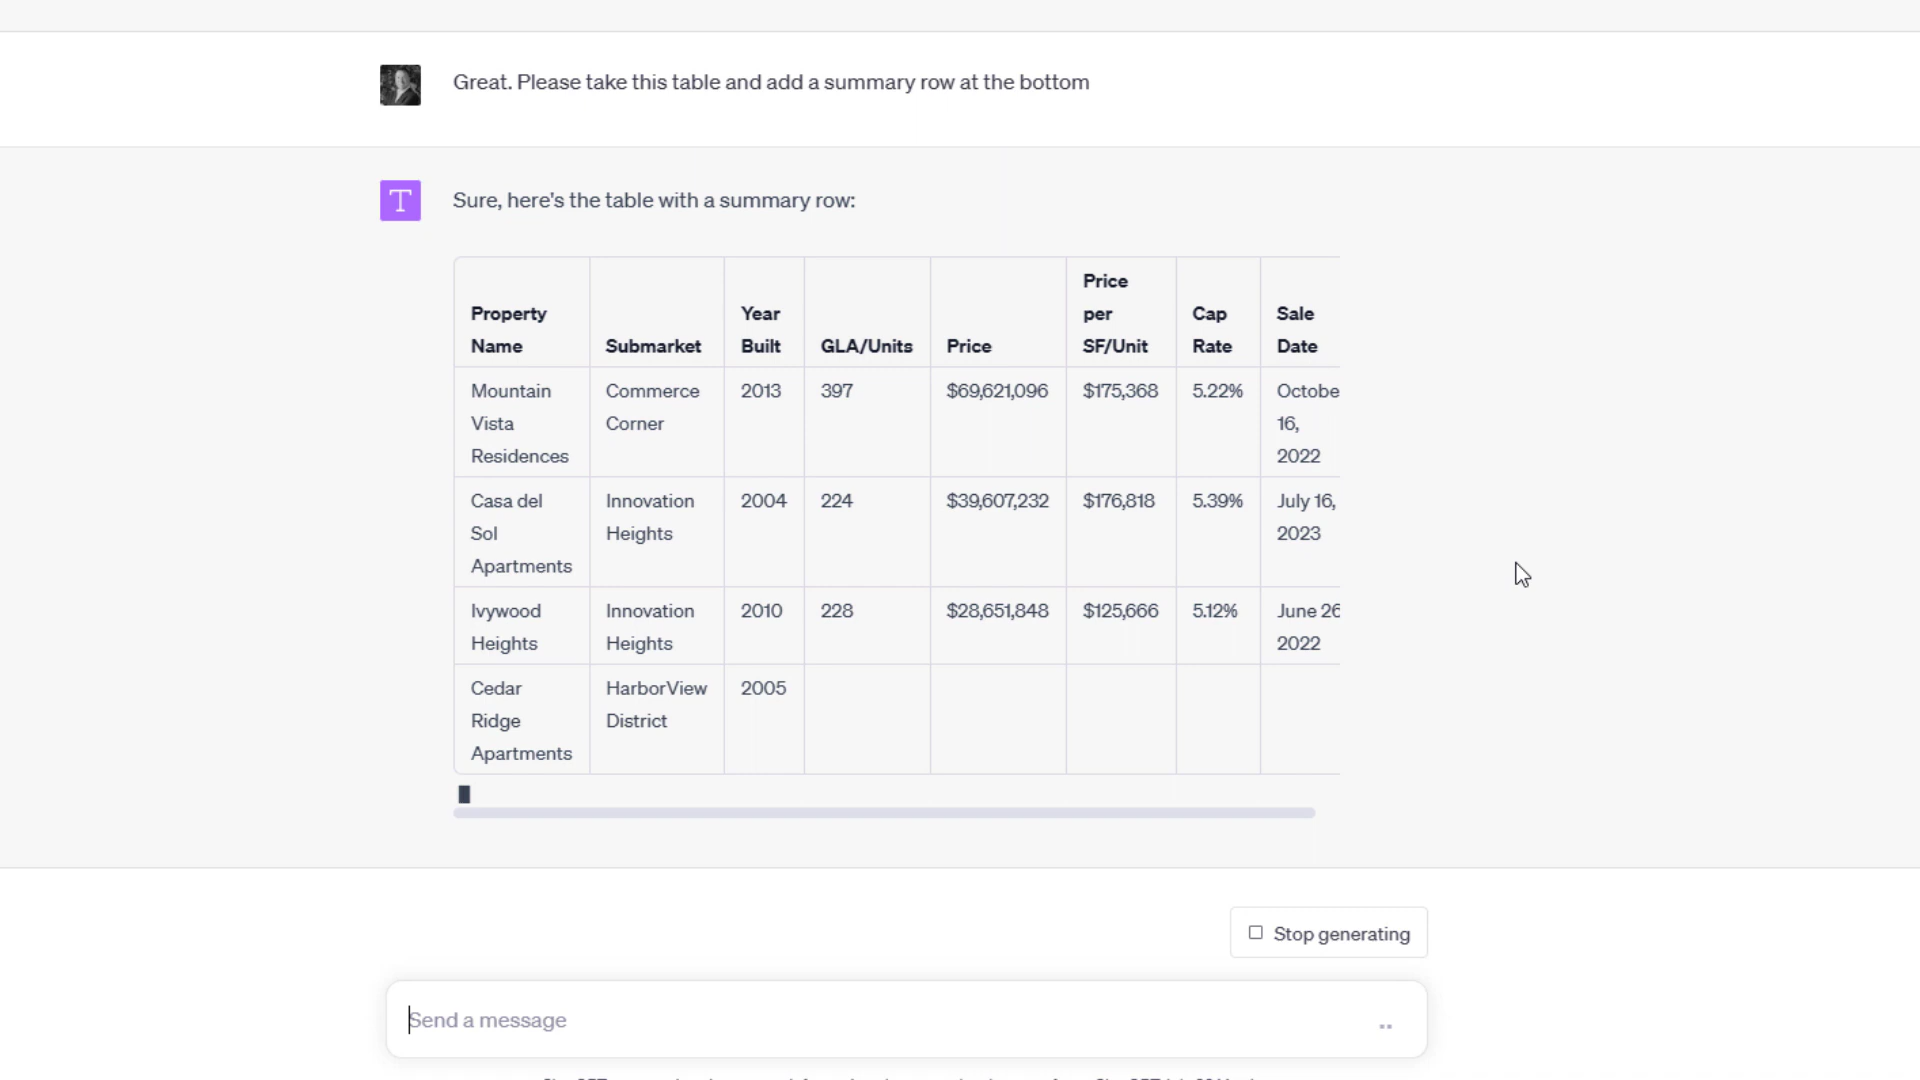 Great. Please take this table and add a summary row at the bottom
T
Sure, here's the table with a summary row:
Property Name Submarket Year Built GLA/Units Price Price per SF/Unit Cap Rate Sale Date
Mountain Vista Residences Commerce Corner 2013 397 $69,621,096 $175,368 5.22% Octobe 16, 2022
Casa del Sol Apartments Innovation Heights 2004 224 $39,607,232 $176,818 5.39% July 16, 2023
Ivywood Heights Innovation Heights 2010 228 $28,651,848 $125,666 5.12% June 26 2022
Cedar Ridge Apartments HarborView District 2005
Stop generating
Send a message